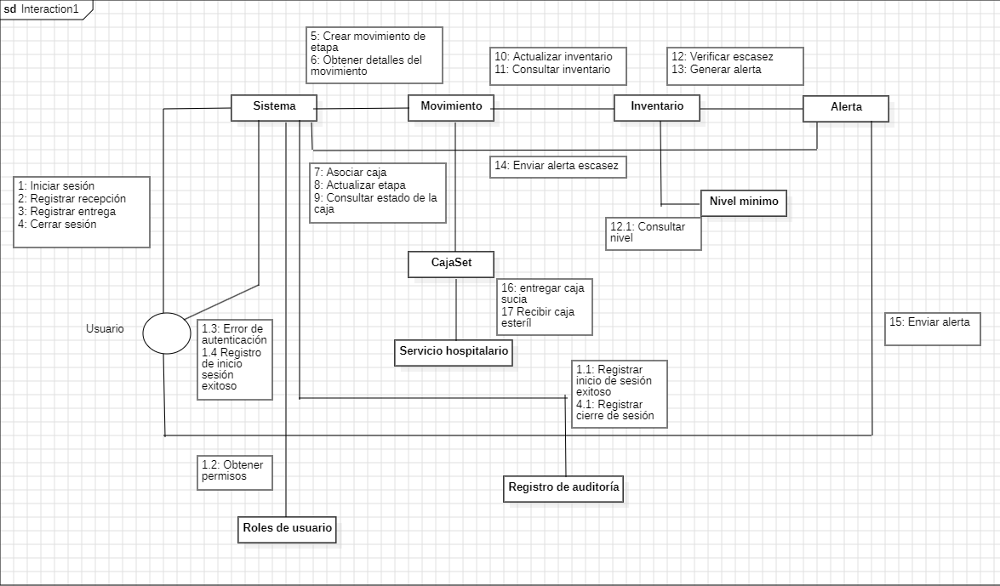 sd Interaction1
5: Crear movimiento de
etapa
6: Obtener detalles del
movimiento
10: Actualizar inventario
11: Consultar inventario
12: Verificar escasez
13: Generar alerta
Sistema
Movimiento
Inventario
Alerta
14: Enviar alerta escasez
7: Asociar caja
8: Actualizar etapa
9: Consultar estado de la
caja
1: Iniciar sesión
2: Registrar recepción
3: Registrar entrega
4: Cerrar sesión
Nivel minimo
12.1: Consultar
nivel
CajaSet
16: entregar caja
sucia
17 Recibir caja
esteríl
Usuario
1.3: Error de
autenticación
1.4 Registro
de inicio
sesión
exitoso
15: Enviar alerta
Servicio hospitalario
1.1: Registrar
inicio de sesión
exitoso
4.1: Registrar
cierre de sesión
1.2: Obtener
permisos
Registro de auditoría
Roles de usuario